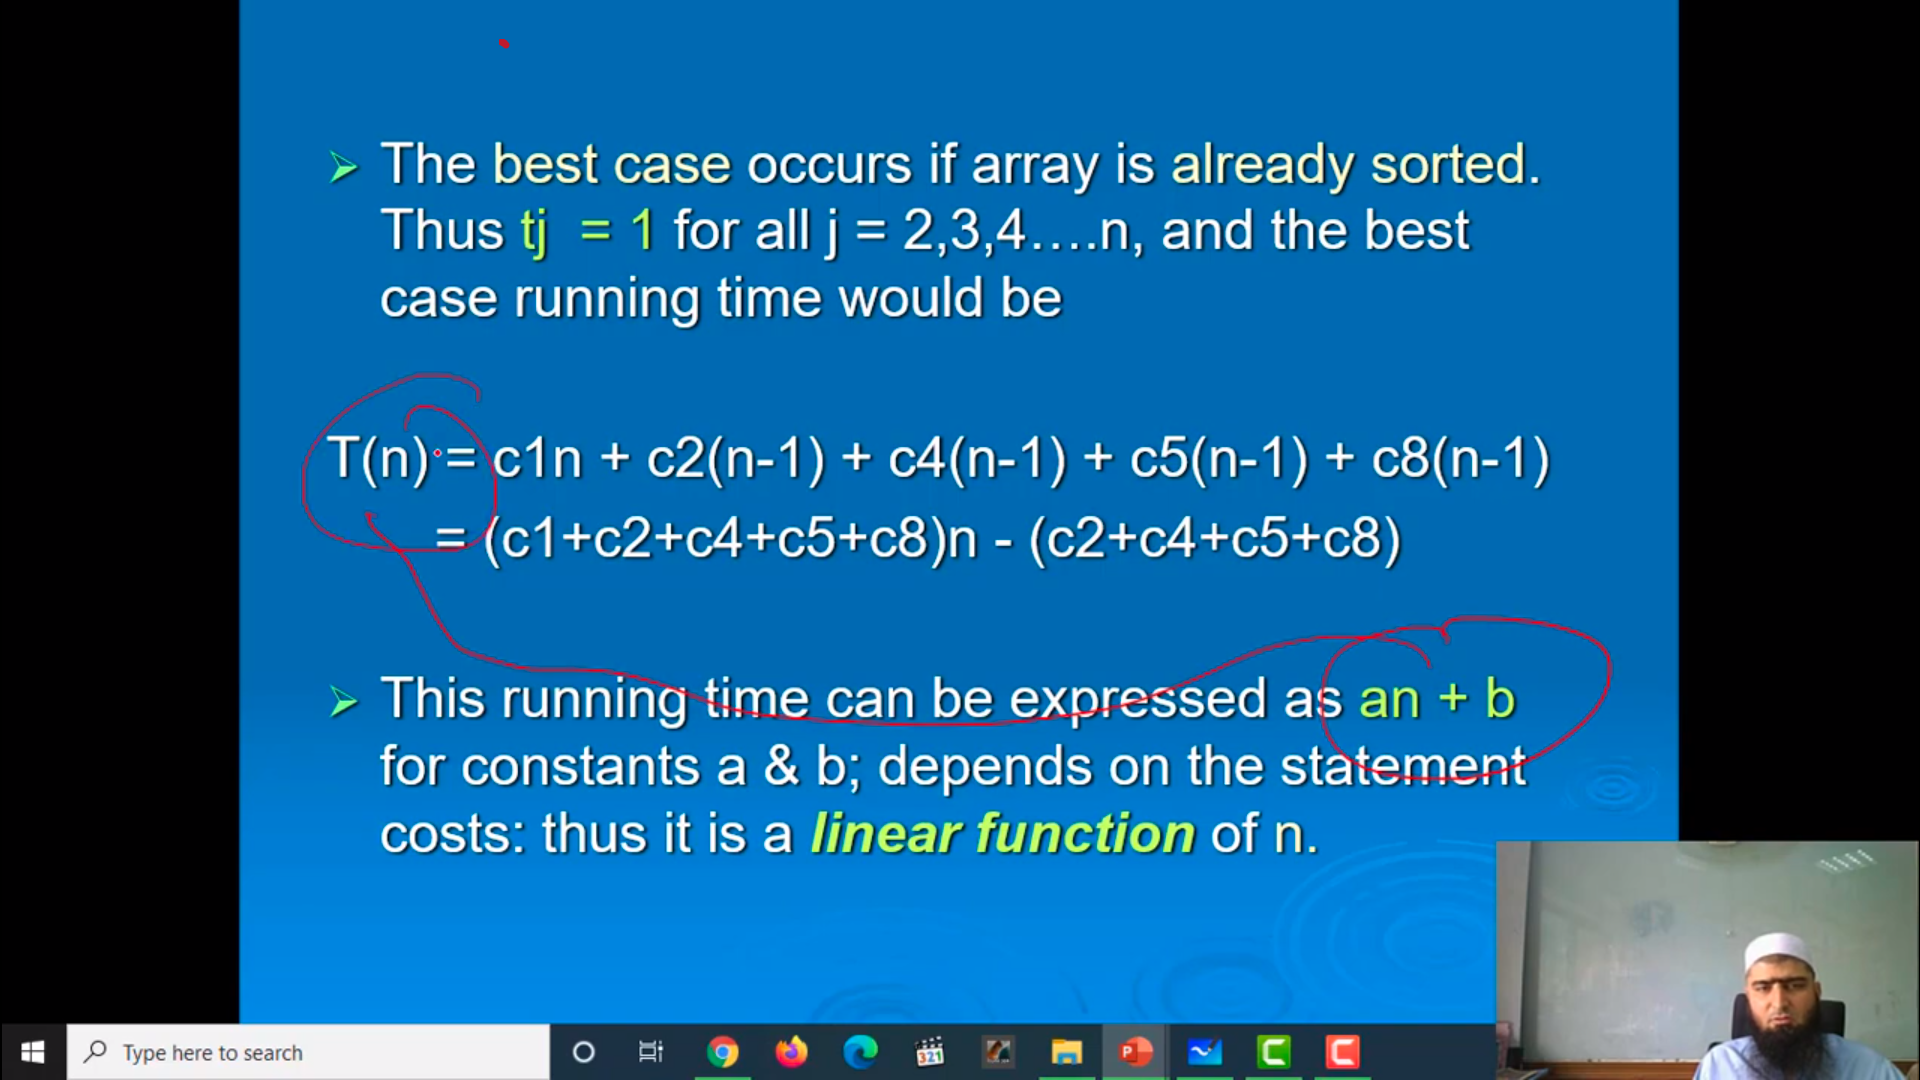 The best case occurs if array is already sorted.
Thus tj = 1 for all j = 2,3,4....n, and the best
case running time would be
T(n) = c1n + c2(n-1) + c4(n-1) + c5(n-1) + c8(n-1)
= (c1+c2+c4+c5+c8)n - (c2+c4+c5+c8)
This running time can be expressed as an + b
for constants a & b; depends on the statement
costs: thus it is a linear function of n.
Type here to search
321